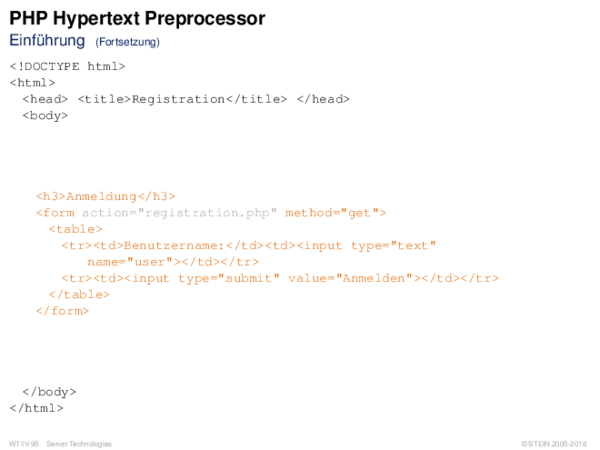 PHP Hypertext Preprocessor
Einführung (Fortsetzung)
<!DOCTYPE html>
<html>
<head> <title>Registration</title> </head>
<body>
<h3>Anmeldung</h3>
<form action="registration.php" method="get">
<table>
<tr><td>Benutzername:</td><td><input type="text"
name="user"></td></tr>
<tr><td><input type="submit" value="Anmelden"></td></tr>
</table>
</form>
</body>
</html>
WT:IV-95 Server Technologies © STEIN 2005-2018